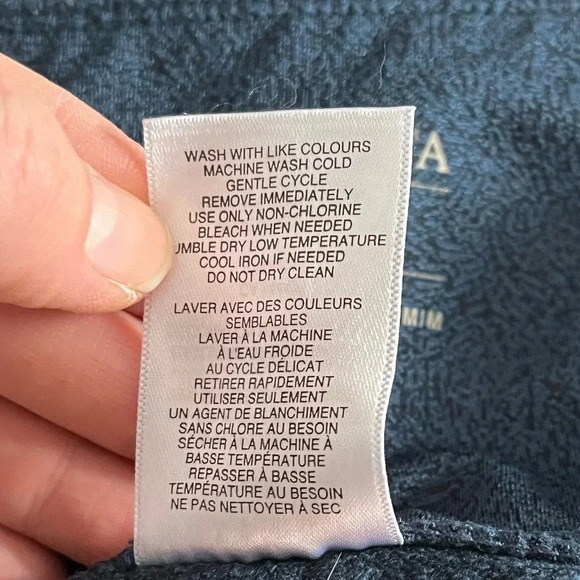 WASH WITH LIKE COLOURS
MACHINE WASH COLD
GENTLE CYCLE
REMOVE IMMEDIATELY
USE ONLY NON-CHLORINE
BLEACH WHEN NEEDED
UMBLE DRY LOW TEMPERATURE
COOL IRON IF NEEDED
DO NOT DRY CLEAN
LAVER AVEC DES COULEURS
SEMBLABLES
LAVER À LA MACHINE
À L'EAU FROIDE
AU CYCLE DÉLICAT
RETIRER RAPIDEMENT
UTILISER SEULEMENT
UN AGENT DE BLANCHIMENT
SANS CHLORE AU BESOIN
SÉCHER À LA MACHINE À
BASSE TEMPÉRATURE
REPASSER À BASSE
TEMPÉRATURE AU BESOIN
NE PAS NETTOYER À SEC